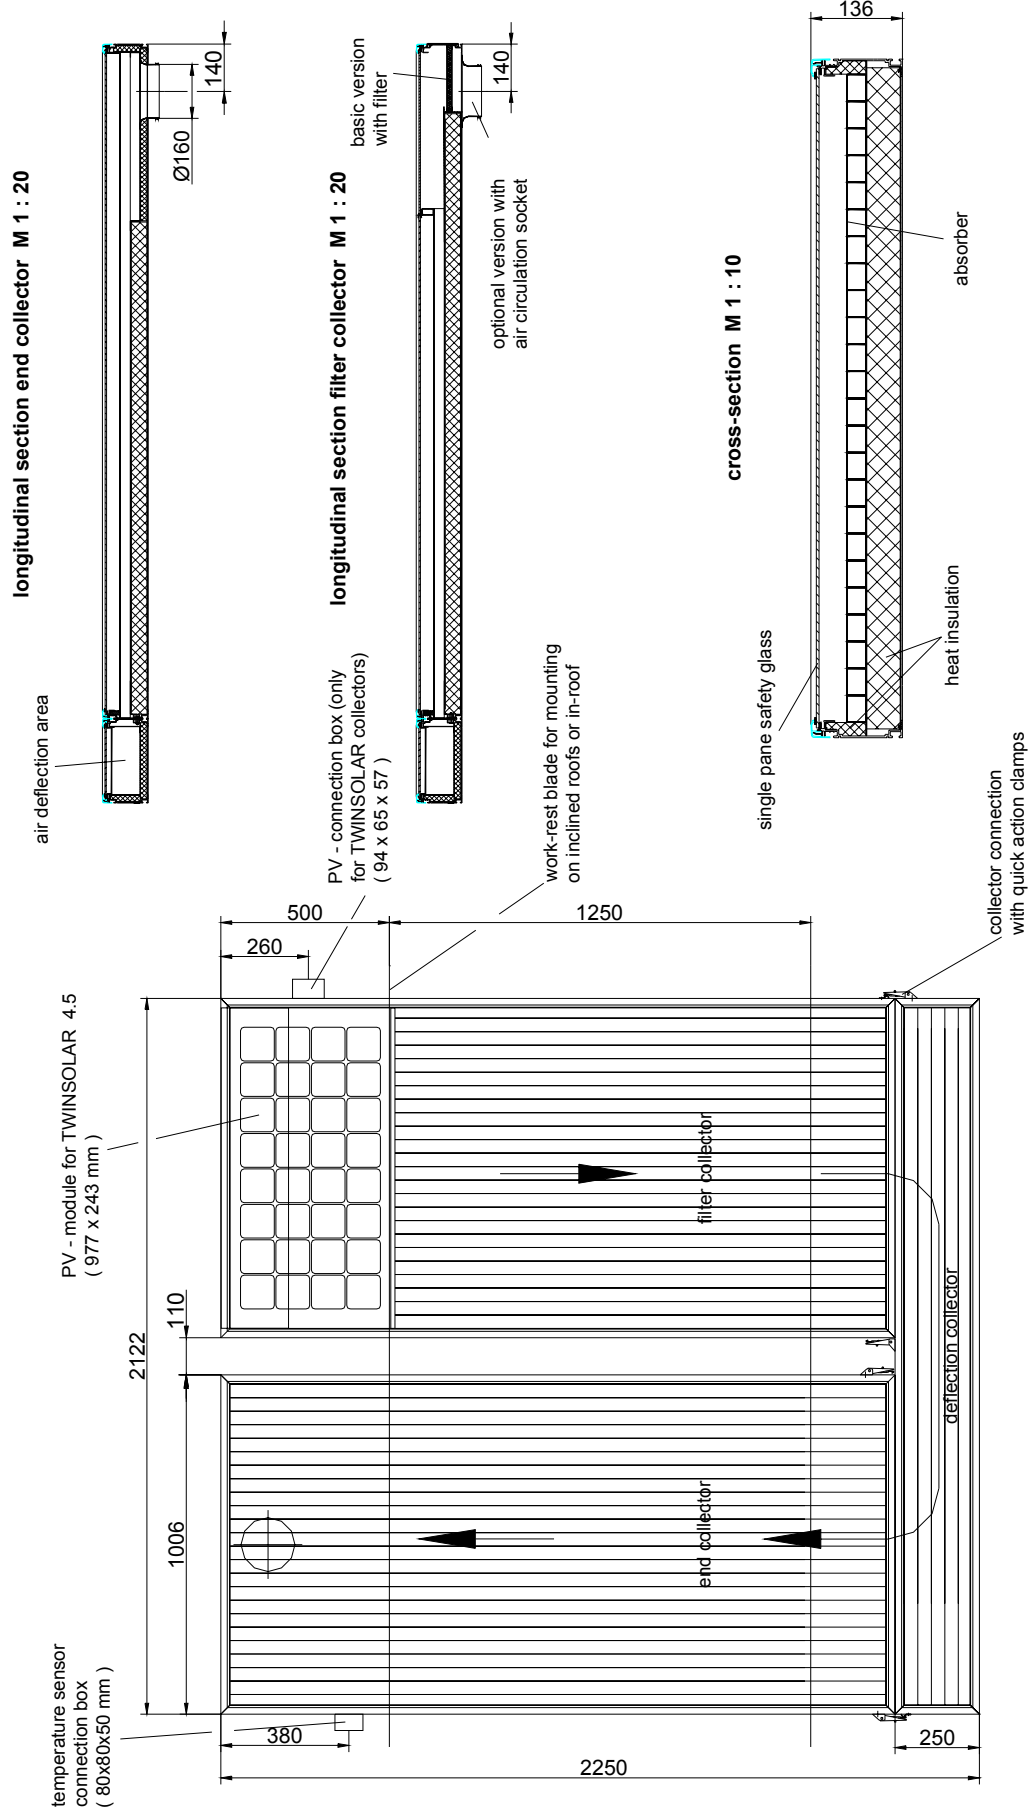 longitudinal section end collector  M 1 : 20
air deflection area
Ø160
140
longitudinal section filter collector  M 1 : 20
basic version
with filter
140
optional version with
air circulation socket
cross-section  M 1 : 10
136
single pane safety glass
absorber
heat insulation
temperature sensor
connection box
( 80x80x50 mm )
PV - module for TWINSOLAR  4.5
( 977 x 243 mm )
PV - connection box (only
for TWINSOLAR collectors)
( 94 x 65 x 57 )
work-rest blade for mounting
on inclined roofs or in-roof
collector connection
with quick action clamps
2122
1006
110
260
500
1250
380
2250
250
end collector
filter collector
deflection collector